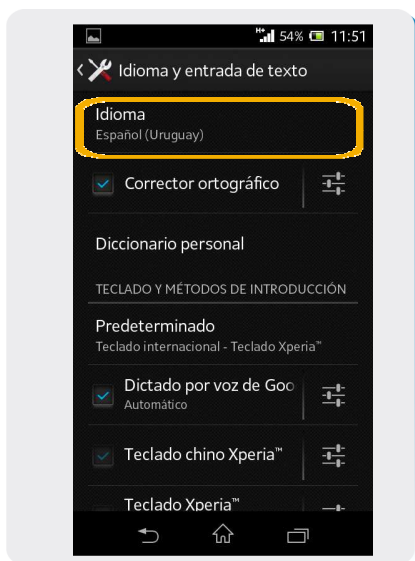 H+ 54% 11:51
Idioma y entrada de texto
Idioma
Español (Uruguay)
Corrector ortográfico
Diccionario personal
TECLADO Y MÉTODOS DE INTRODUCCIÓN
Predeterminado
Teclado internacional - Teclado Xperia™
Dictado por voz de Goo
Automático
Teclado chino Xperia™
Teclado Xperia™